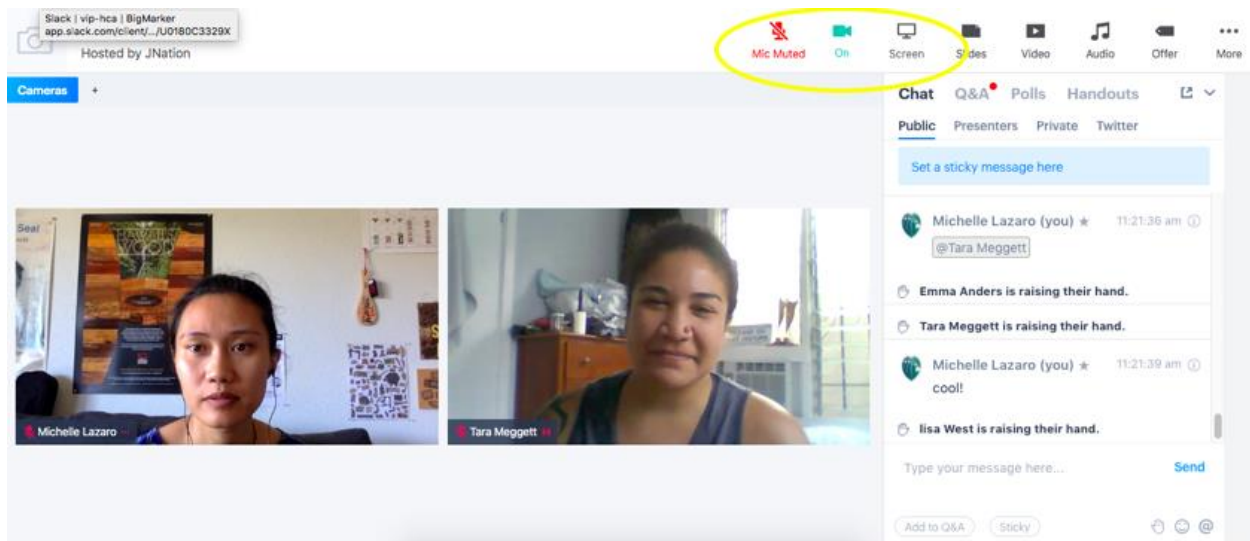 Slack | vip-hca | BigMarker
app.slack.com/client/.../U0180C3329X
Hosted by JNation
Mic Muted
On
Screen
Slides
Video
Audio
Offer
More
Cameras +
Chat Q&A Polls Handouts
Public Presenters Private Twitter
Set a sticky message here
Michelle Lazaro (you) ★ 11:21:36 am
@Tara Meggett
Emma Anders is raising their hand.
Tara Meggett is raising their hand.
Michelle Lazaro (you) ★ 11:21:39 am
cool!
lisa West is raising their hand.
Type your message here...
Send
Add to Q&A
Sticky
@
Seal
Michelle Lazaro
Tara Meggett